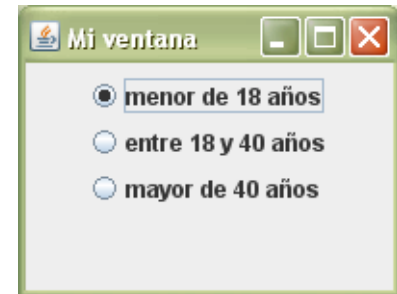 Mi ventana
menor de 18 años
entre 18 y 40 años
mayor de 40 años